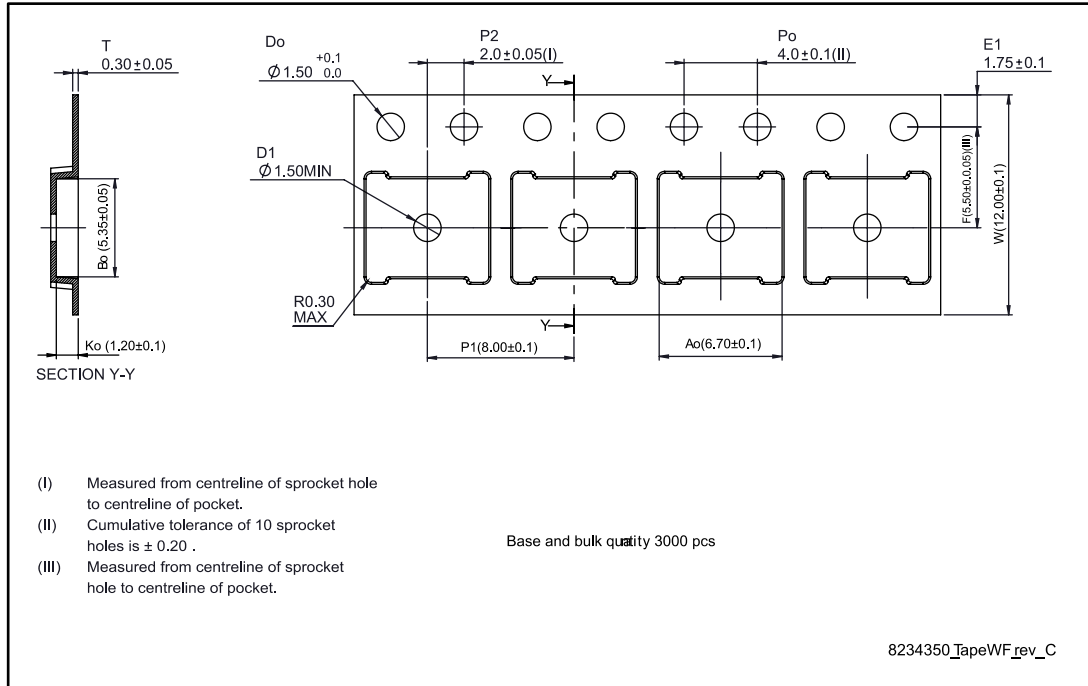 T
0.30±0.05
Do
Ø1.50 +0.1 0.0
P2
2.0±0.05(I)
Po
4.0±0.1(II)
E1
1.75±0.1
Y
D1
Ø1.50MIN
Bo (5.35±0.05)
F(5.50±0.0.05)(III)
W(12.00±0.1)
R0.30
MAX
Y
Ko (1.20±0.1)
P1(8.00±0.1)
Ao(6.70±0.1)
SECTION Y-Y
(I) Measured from centreline of sprocket hole
to centreline of pocket.
(II) Cumulative tolerance of 10 sprocket
holes is ± 0.20 .
(III) Measured from centreline of sprocket
hole to centreline of pocket.
Base and bulk quatity 3000 pcs
8234350_TapeWF_rev_C